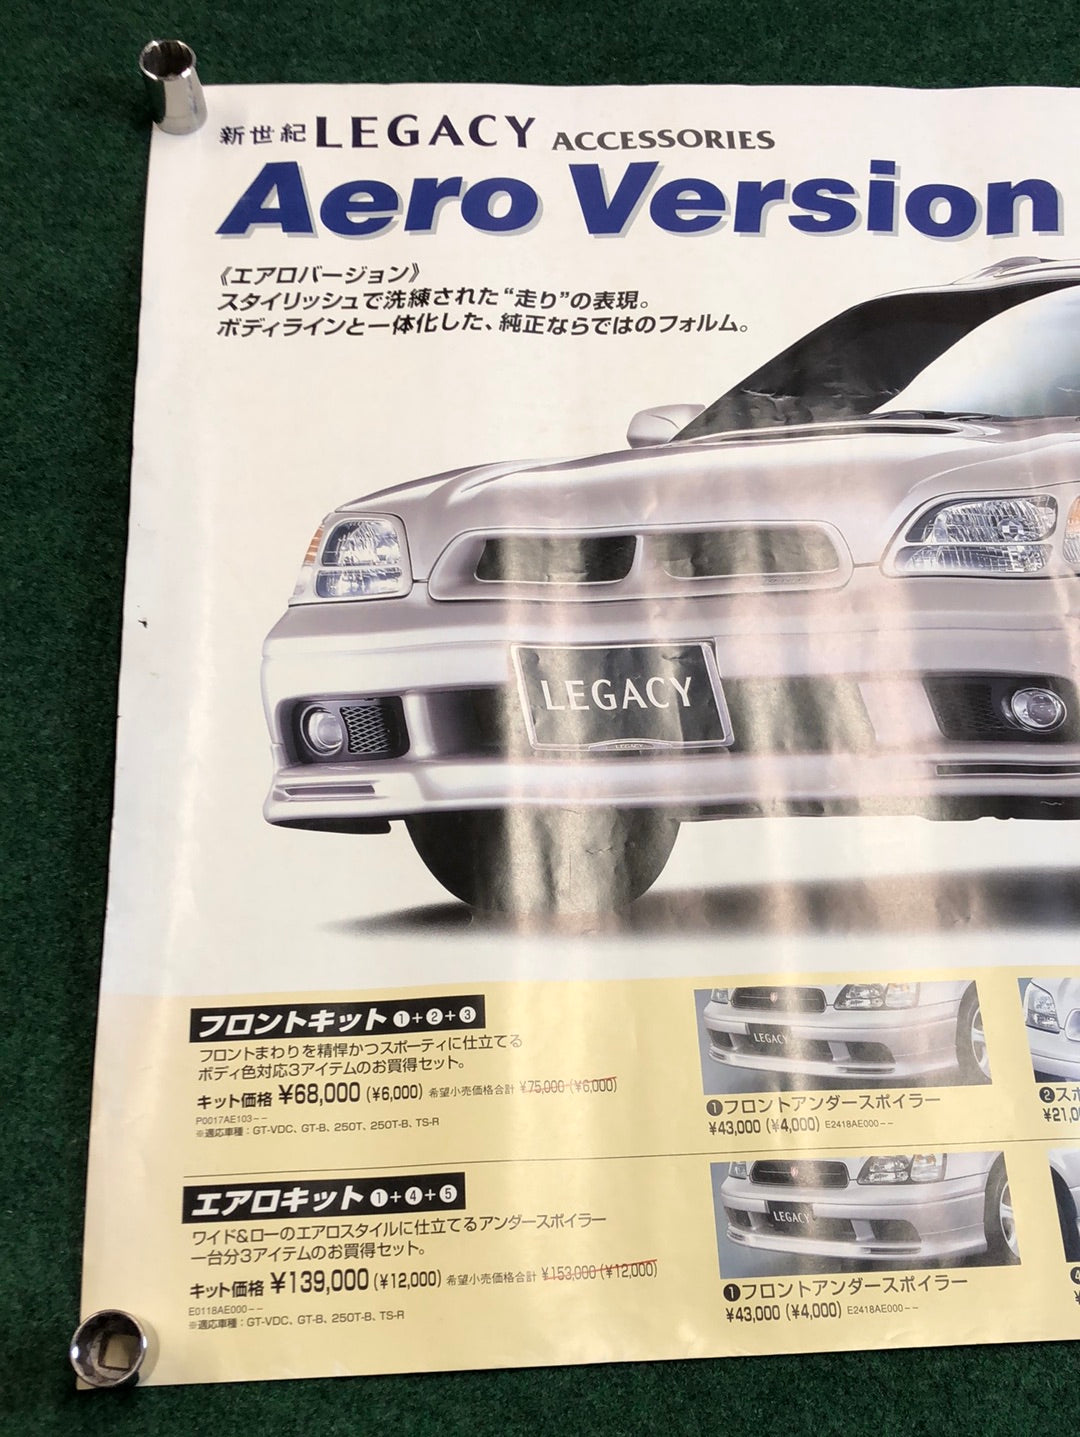 新世紀 LEGACY ACCESSORIES
Aero Version
《エアロバージョン》
スタイリッシュで洗練された“走り”の表現。
ボディラインと一体化した、純正ならではのフォルム。
LEGACY
LEGACY
フロントキット ❶+❷+❸
フロントまわりを精悍かつスポーティに仕立てる
ボディ色対応3アイテムのお買得セット。
キット価格 ¥68,000 (¥6,000) 希望小売価格合計 ¥75,000 (¥6,000)
P0017AE103--
※適応車種：GT-VDC、GT-B、250T、250T-B、TS-R
LEGACY
❶フロントアンダースポイラー
¥43,000 (¥4,000) E2418AE000--
❷スポ
¥21,0
エアロキット ❶+❹+❺
ワイド&ローのエアロスタイルに仕立てるアンダースポイラー
一台分3アイテムのお買得セット。
キット価格 ¥139,000 (¥12,000) 希望小売価格合計 ¥153,000 (¥12,000)
E0118AE000--
※適応車種：GT-VDC、GT-B、250T-B、TS-R
LEGACY
❶フロントアンダースポイラー
¥43,000 (¥4,000) E2418AE000--